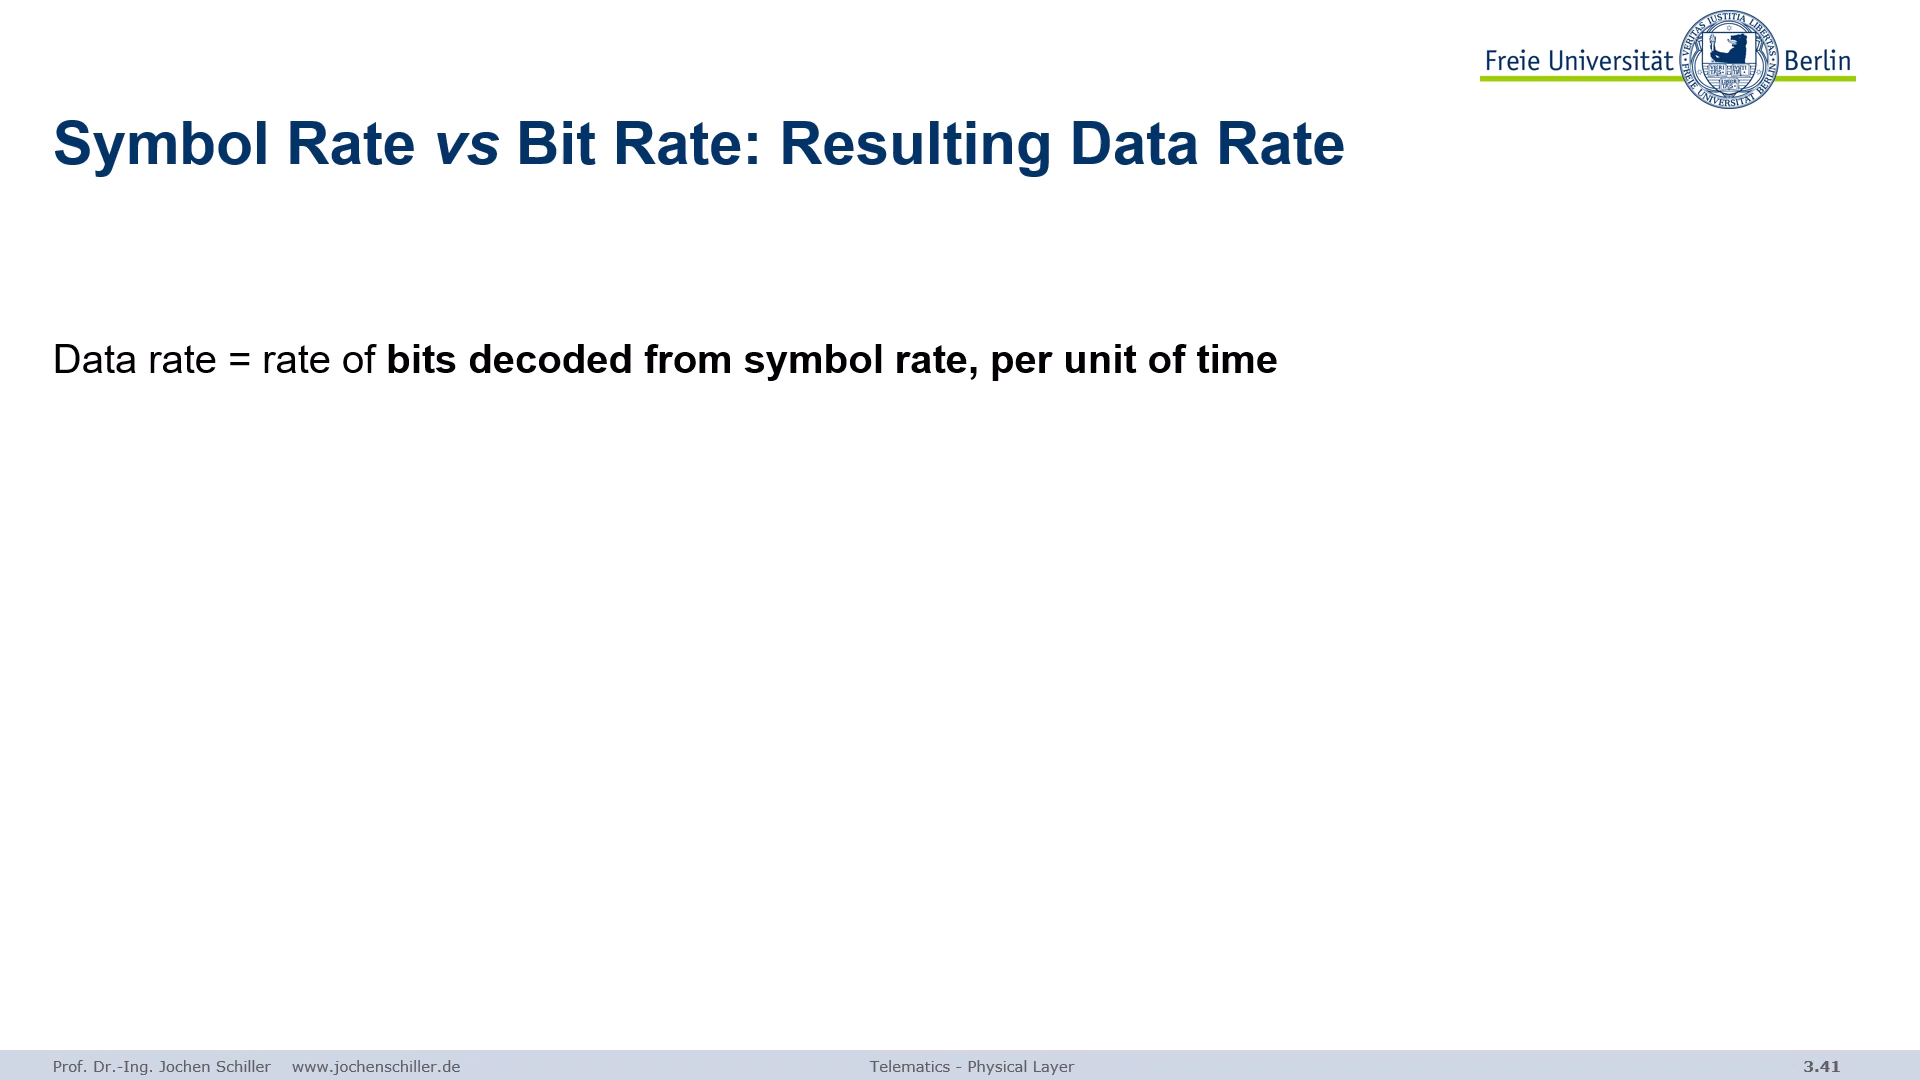 Freie Universität Berlin
Symbol Rate vs Bit Rate: Resulting Data Rate
Data rate = rate of bits decoded from symbol rate, per unit of time
Prof. Dr.-Ing. Jochen Schiller www.jochenschiller.de Telematics - Physical Layer 3.41